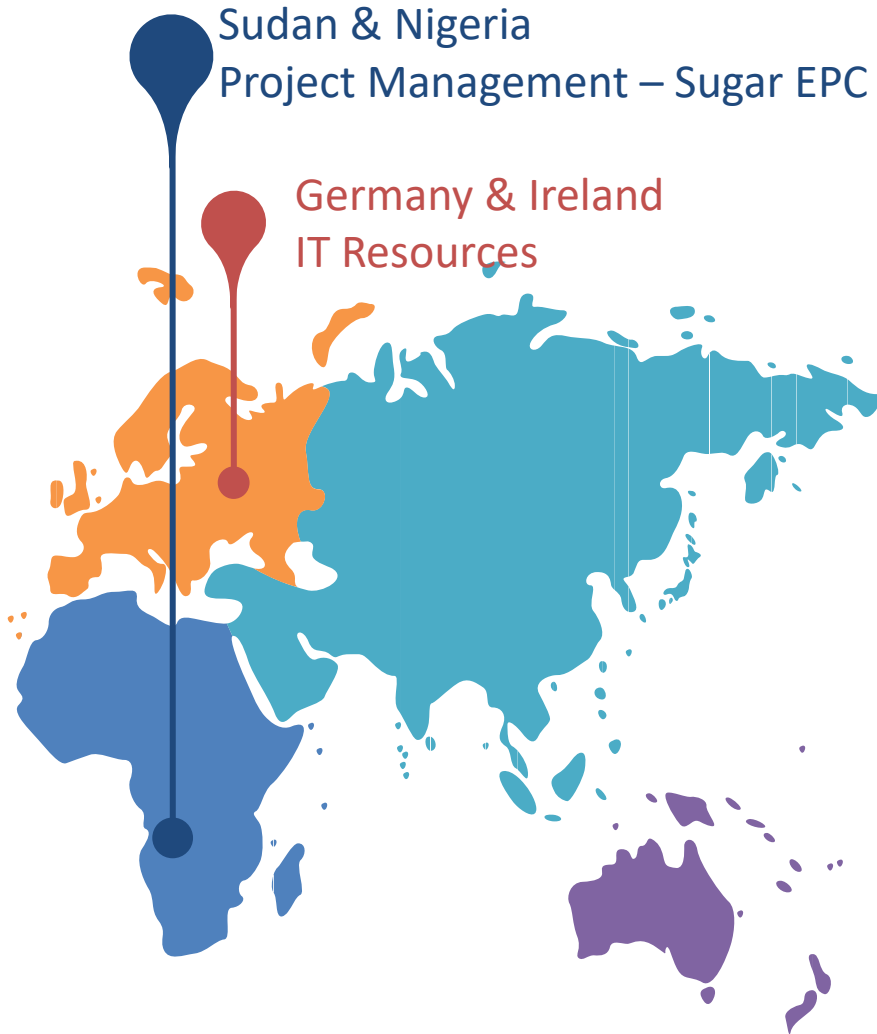 Sudan & Nigeria
Project Management – Sugar EPC
Germany & Ireland
IT Resources